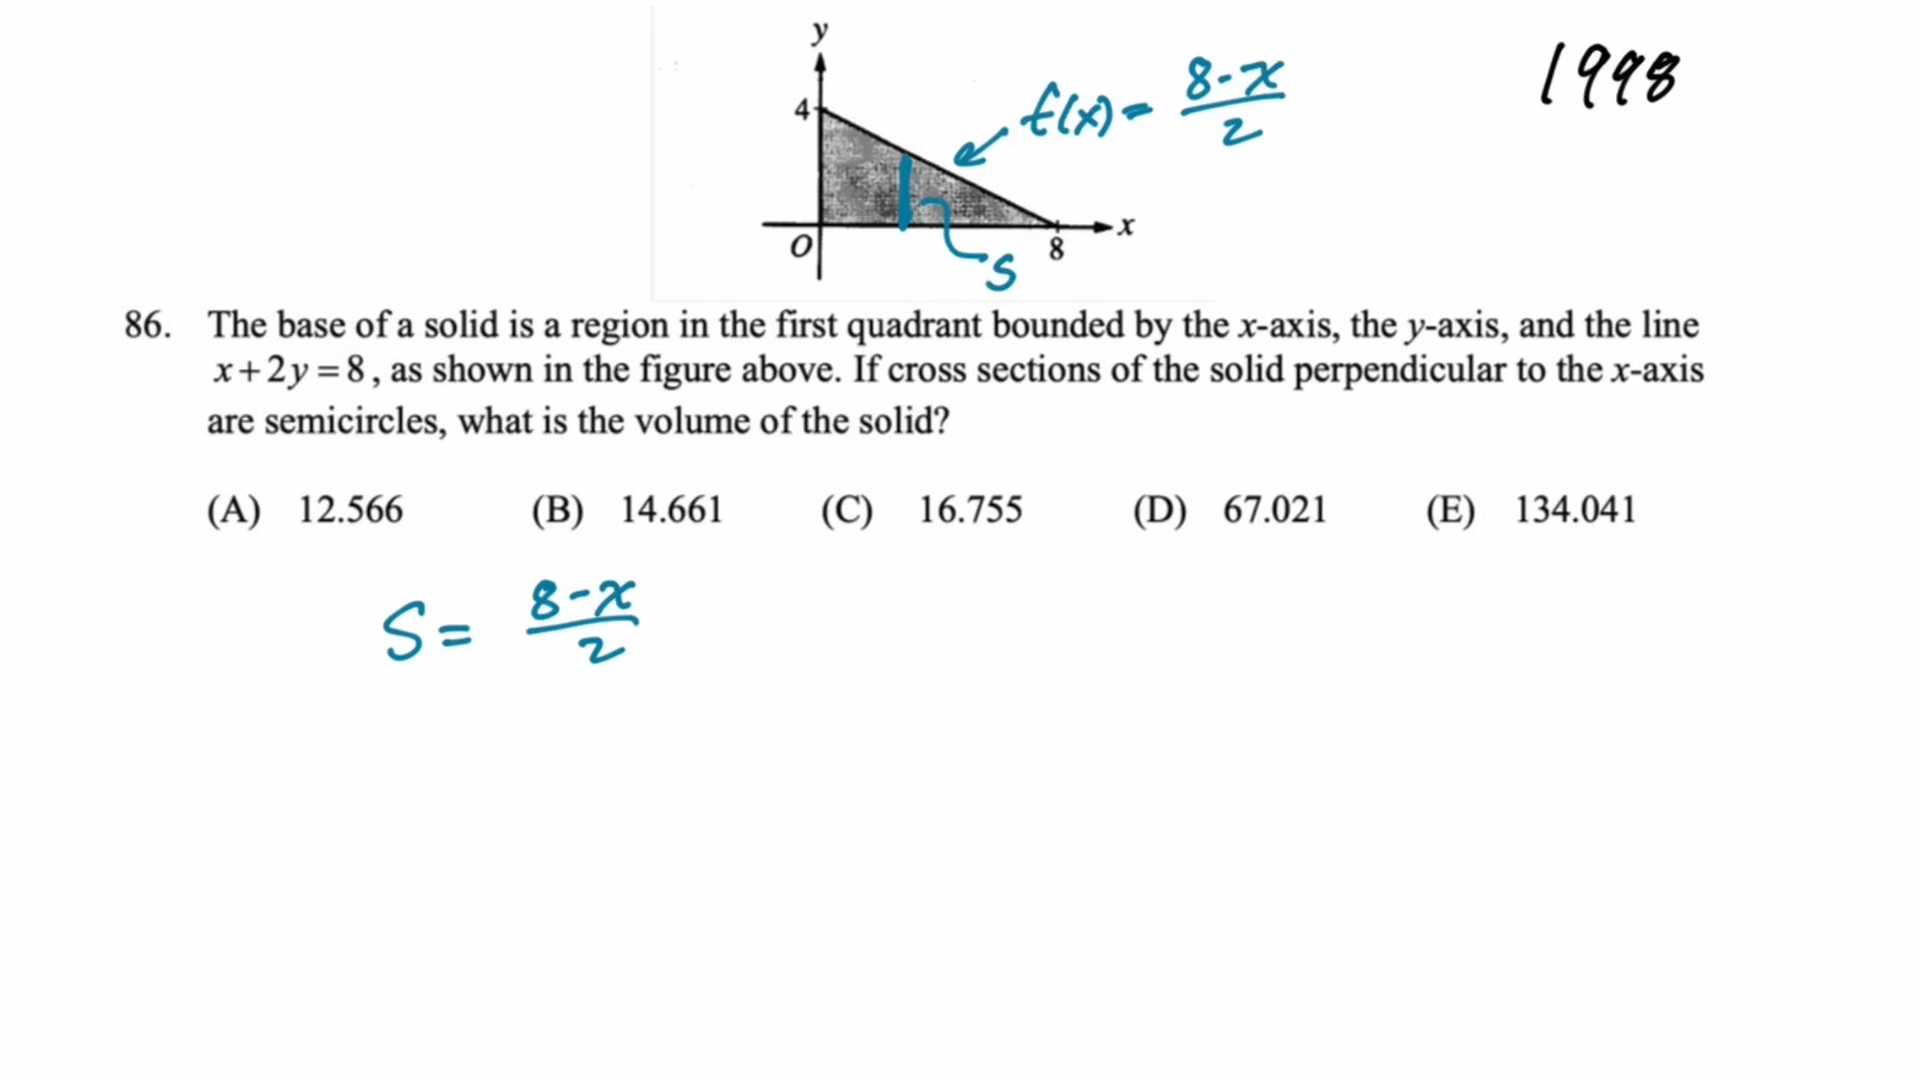 y
1998
f(x) = (8-x)/2
4
x
O
8
S
86. The base of a solid is a region in the first quadrant bounded by the x-axis, the y-axis, and the line
x + 2y = 8, as shown in the figure above. If cross sections of the solid perpendicular to the x-axis
are semicircles, what is the volume of the solid?
(A) 12.566 (B) 14.661 (C) 16.755 (D) 67.021 (E) 134.041
S = (8-x)/2